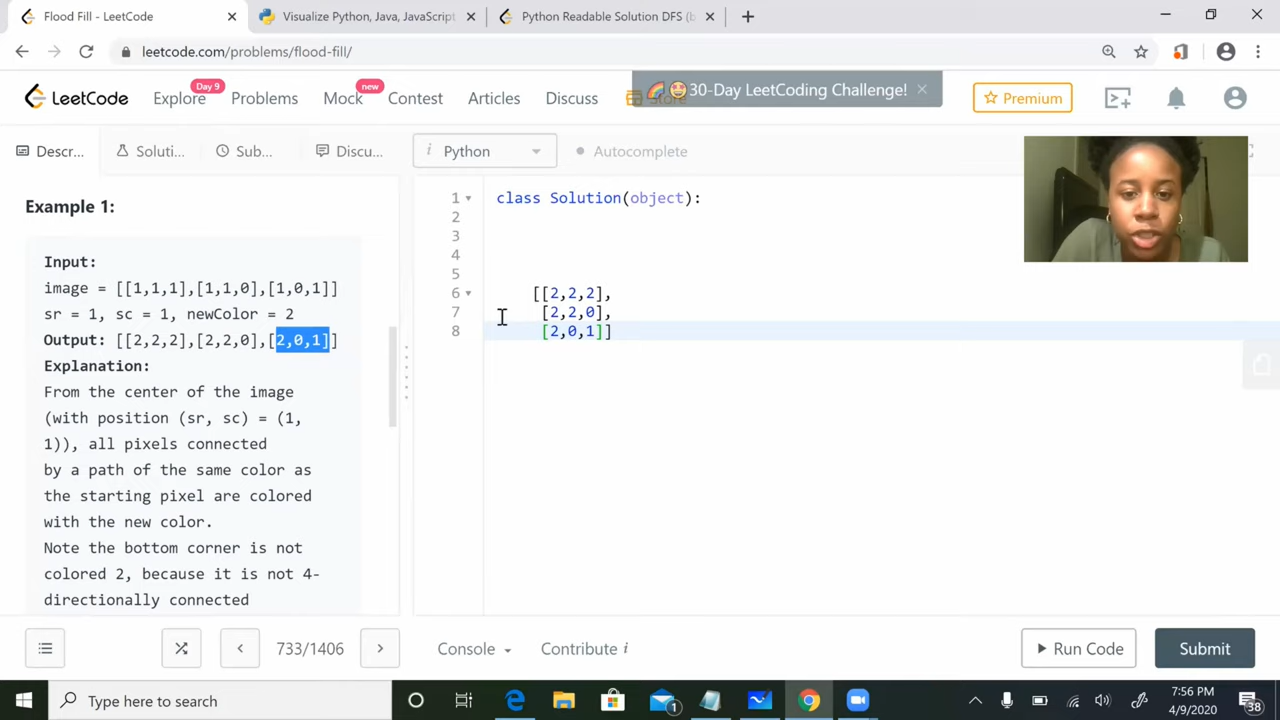 Flood Fill - LeetCode
Visualize Python, Java, JavaScript
Python Readable Solution DFS (b
leetcode.com/problems/flood-fill/
LeetCode
Explore
Day 9
Problems
Mock
new
Contest
Articles
Discuss
Store
30-Day LeetCoding Challenge!
Premium
Descr...
Soluti...
Sub...
Discu...
i Python
Autocomplete
Example 1:
Input:
image = [[1,1,1],[1,1,0],[1,0,1]]
sr = 1, sc = 1, newColor = 2
Output: [[2,2,2],[2,2,0],[2,0,1]]
Explanation:
From the center of the image
(with position (sr, sc) = (1,
1)), all pixels connected
by a path of the same color as
the starting pixel are colored
with the new color.
Note the bottom corner is not
colored 2, because it is not 4-
directionally connected
1 class Solution(object):
2
3
4
5
6 [[2,2,2],
7 [2,2,0],
8 [2,0,1]]
733/1406
Console
Contribute i
Run Code
Submit
Type here to search
1
7:56 PM
4/9/2020
38